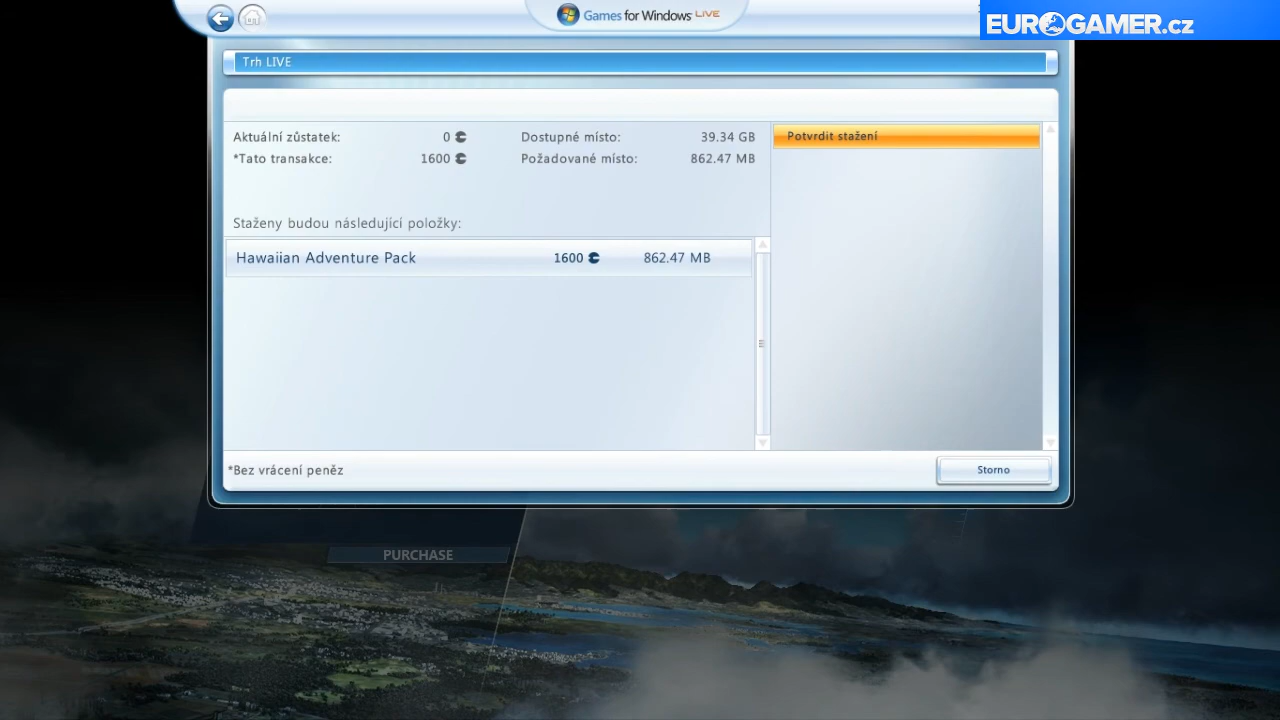 Games for Windows LIVE
EUROGAMER.cz
Trh LIVE
Aktuální zůstatek: 0
Dostupné místo: 39.34 GB
*Tato transakce: 1600
Požadované místo: 862.47 MB
Potvrdit stažení
Staženy budou následující položky:
Hawaiian Adventure Pack 1600 862.47 MB
*Bez vrácení peněz
Storno
PURCHASE